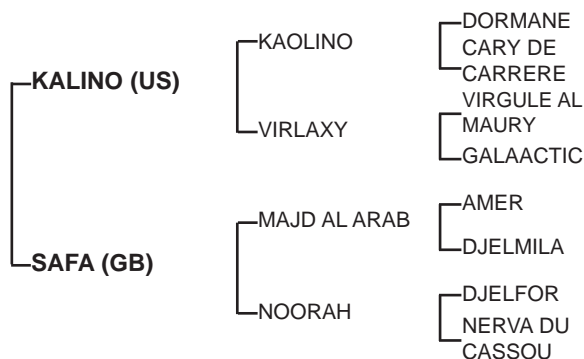 DORMANE
KAOLINO
CARY DE
CARRERE
KALINO (US)
VIRGULE AL
MAURY
VIRLAXY
GALAACTIC
AMER
MAJD AL ARAB
DJELMILA
SAFA (GB)
DJELFOR
NOORAH
NERVA DU
CASSOU